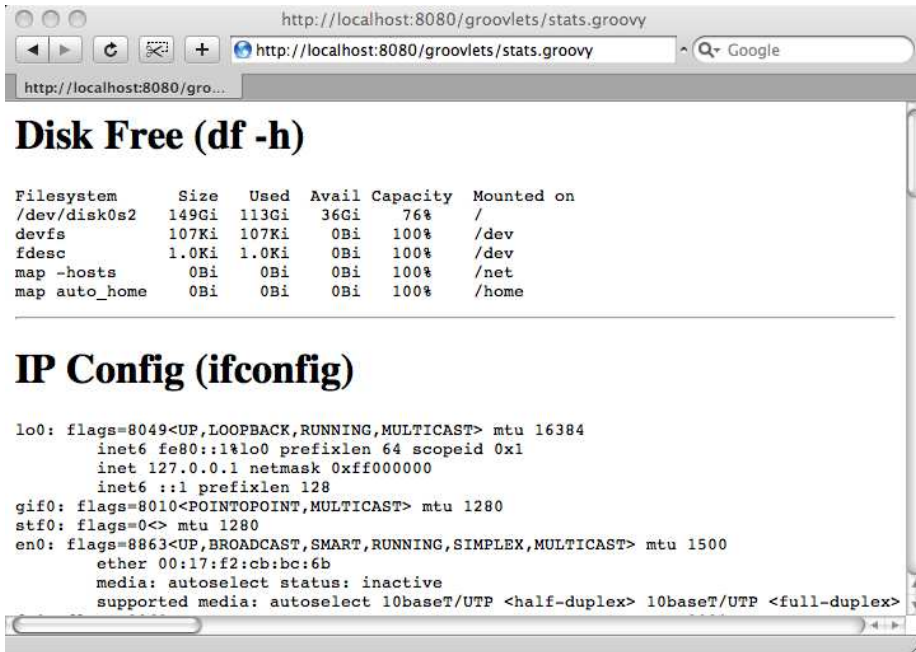 http://localhost:8080/groovlets/stats.groovy
http://localhost:8080/groovlets/stats.groovy
Google
http://localhost:8080/gro...
Disk Free (df -h)
Filesystem Size Used Avail Capacity Mounted on
/dev/disk0s2 149Gi 113Gi 36Gi 76% /
devfs 107Ki 107Ki 0Bi 100% /dev
fdesc 1.0Ki 1.0Ki 0Bi 100% /dev
map -hosts 0Bi 0Bi 0Bi 100% /net
map auto_home 0Bi 0Bi 0Bi 100% /home
IP Config (ifconfig)
lo0: flags=8049<UP,LOOPBACK,RUNNING,MULTICAST> mtu 16384
inet6 fe80::1%lo0 prefixlen 64 scopeid 0x1
inet 127.0.0.1 netmask 0xff000000
inet6 ::1 prefixlen 128
gif0: flags=8010<POINTOPOINT,MULTICAST> mtu 1280
stf0: flags=0<> mtu 1280
en0: flags=8863<UP,BROADCAST,SMART,RUNNING,SIMPLEX,MULTICAST> mtu 1500
ether 00:17:f2:cb:bc:6b
media: autoselect status: inactive
supported media: autoselect 10baseT/UTP <half-duplex> 10baseT/UTP <full-duplex>